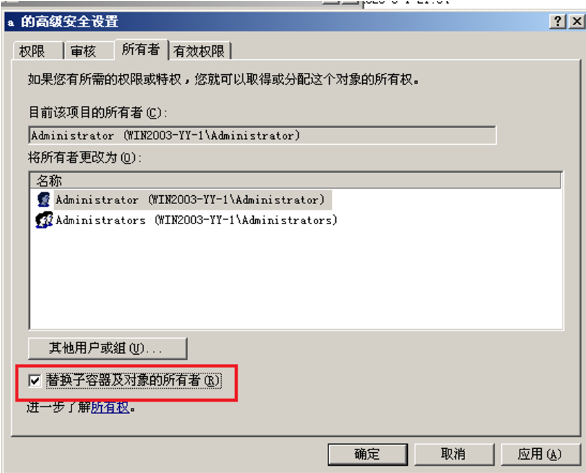 a 的高级安全设置
权限 审核 所有者 有效权限
如果您有所需的权限或特权，您就可以取得或分配这个对象的所有权。
目前该项目的所有者(C):
Administrator (WIN2003-YY-1\Administrator)
将所有者更改为(O):
名称
Administrator (WIN2003-YY-1\Administrator)
Administrators (WIN2003-YY-1\Administrators)
其他用户或组(U)...
替换子容器及对象的所有者(R)
进一步了解所有权。
确定 取消 应用(A)